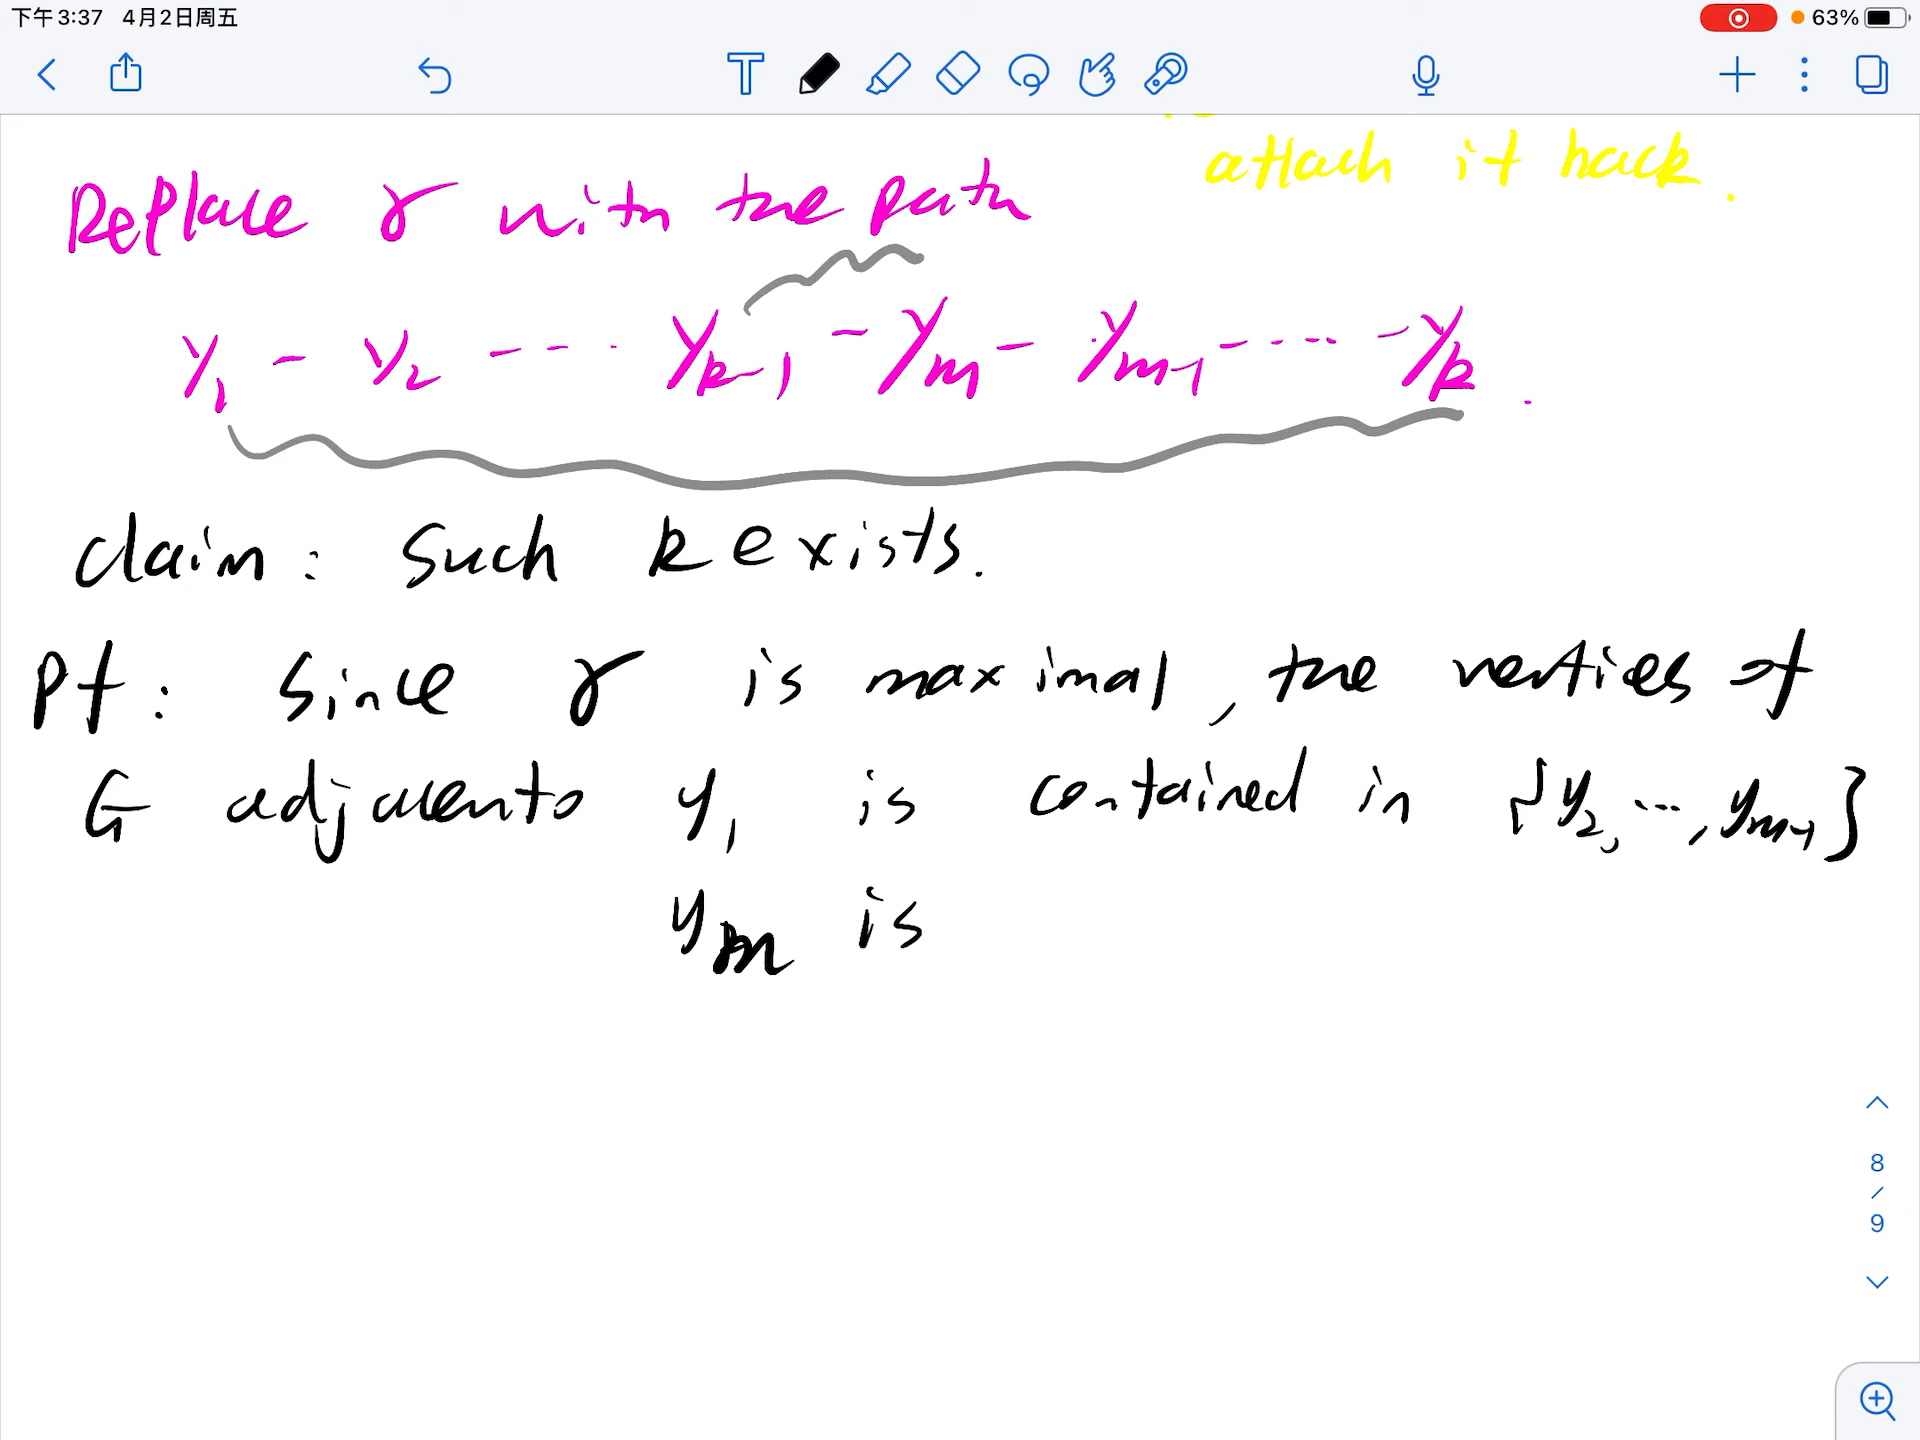 下午3:37 4月2日周五
63%
attach it back.
Replace γ with the path
y₁ - y₂ - ... yₖ₋₁ - yₘ - yₘ₋₁ - ... - yₖ.
claim: Such k exists.
Pf: Since γ is maximal, the vertices of
G adjacent to y₁ is contained in {y₂, ..., yₘ₋₁}
yₘ is
8
/
9